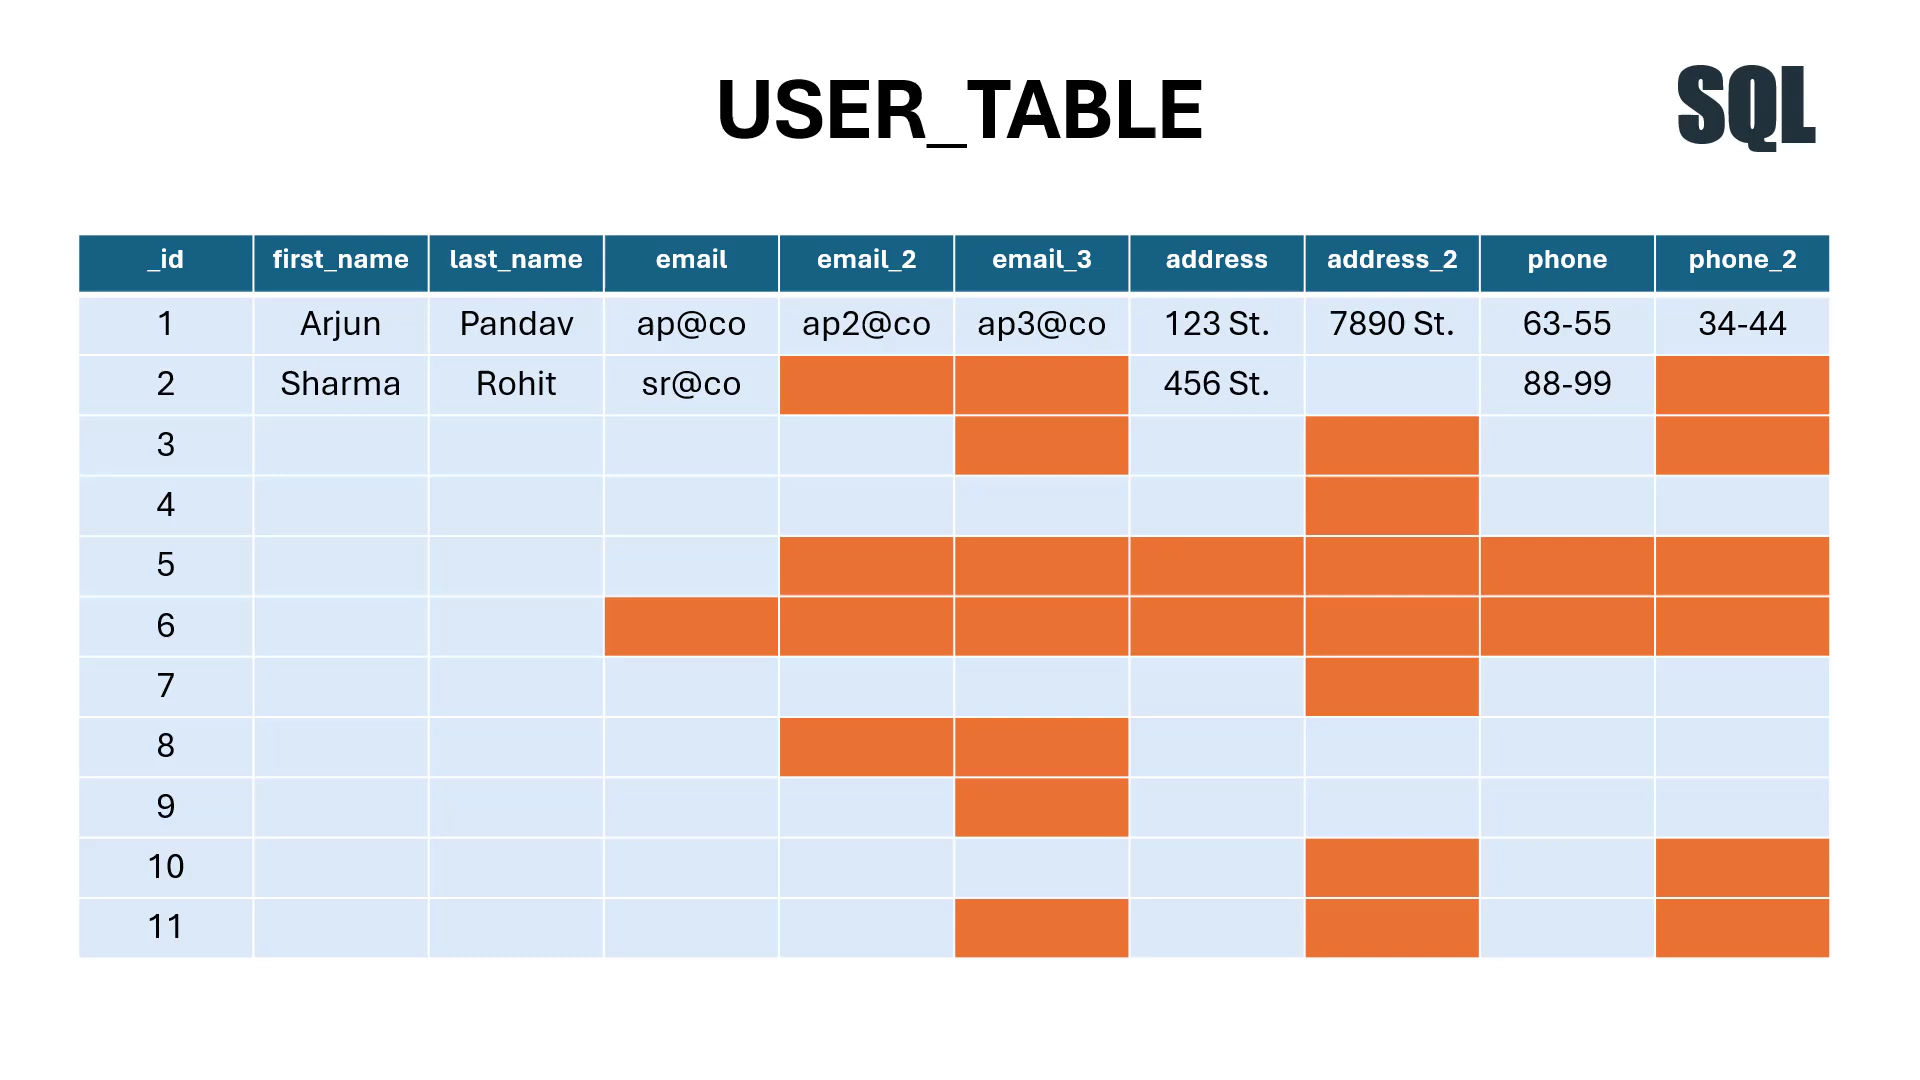 USER_TABLE
SQL
_id first_name last_name email email_2 email_3 address address_2 phone phone_2
1 Arjun Pandav ap@co ap2@co ap3@co 123 St. 7890 St. 63-55 34-44
2 Sharma Rohit sr@co 456 St. 88-99
3
4
5
6
7
8
9
10
11